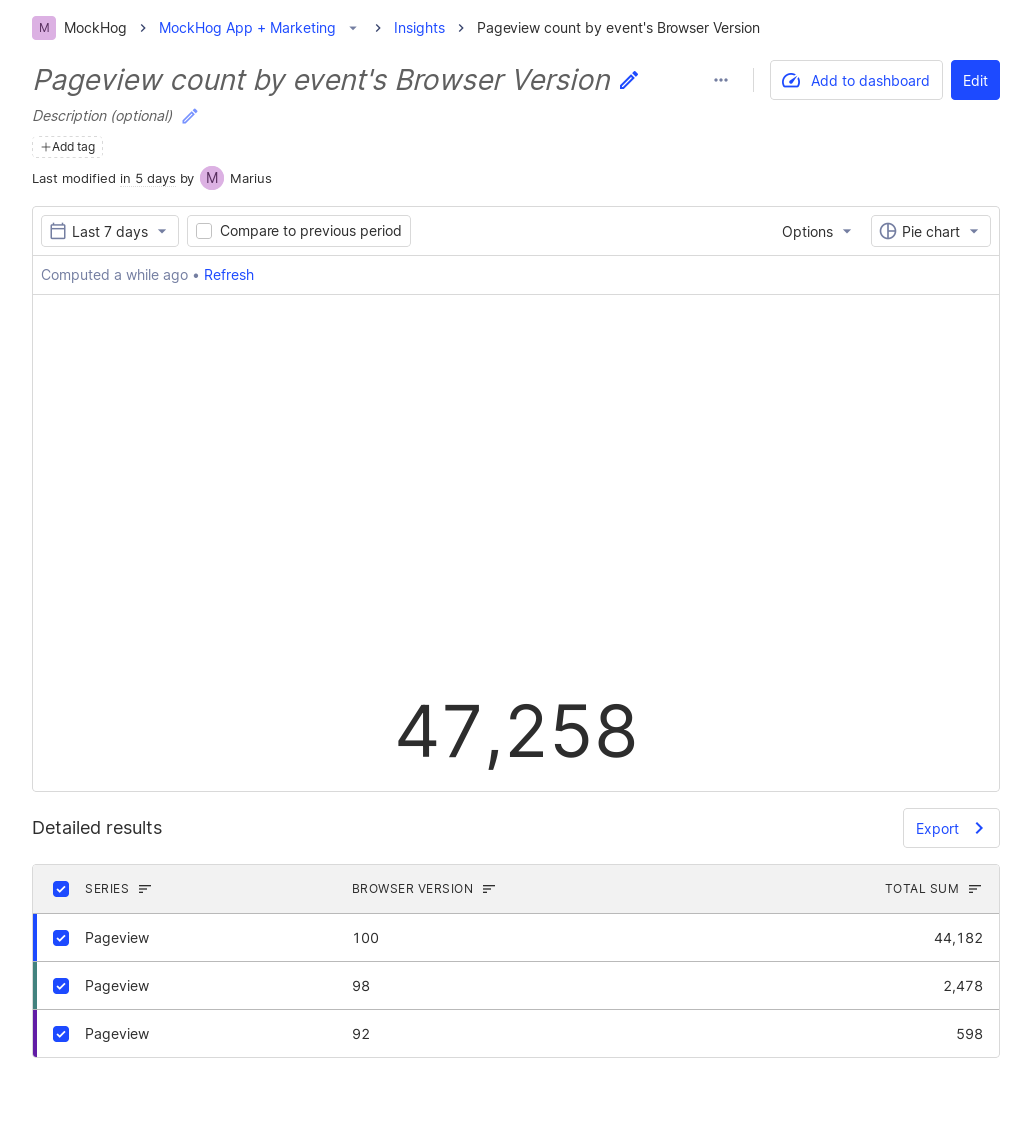 M MockHog MockHog App + Marketing Insights Pageview count by event's Browser Version
Pageview count by event's Browser Version
Add to dashboard
Edit
Description (optional)
Add tag
Last modified in 5 days by M Marius
Last 7 days
Compare to previous period
Options
Pie chart
Computed a while ago • Refresh
47,258
Detailed results
Export
SERIES BROWSER VERSION TOTAL SUM
Pageview 100 44,182
Pageview 98 2,478
Pageview 92 598